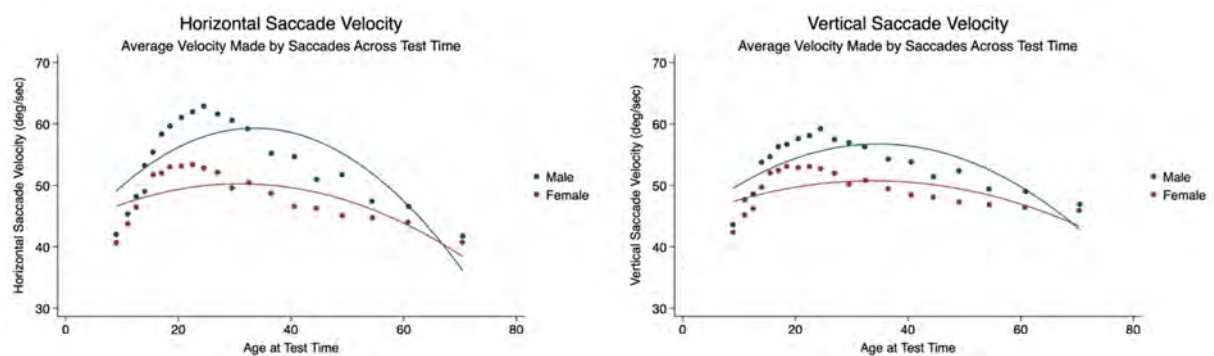 Horizontal Saccade Velocity
Average Velocity Made by Saccades Across Test Time
Horizontal Saccade Velocity (deg/sec)
70
60
50
40
30
0
20
40
60
80
Age at Test Time
Male
Female
Vertical Saccade Velocity
Average Velocity Made by Saccades Across Test Time
Vertical Saccade Velocity (deg/sec)
70
60
50
40
30
0
20
40
60
80
Age at Test Time
Male
Female